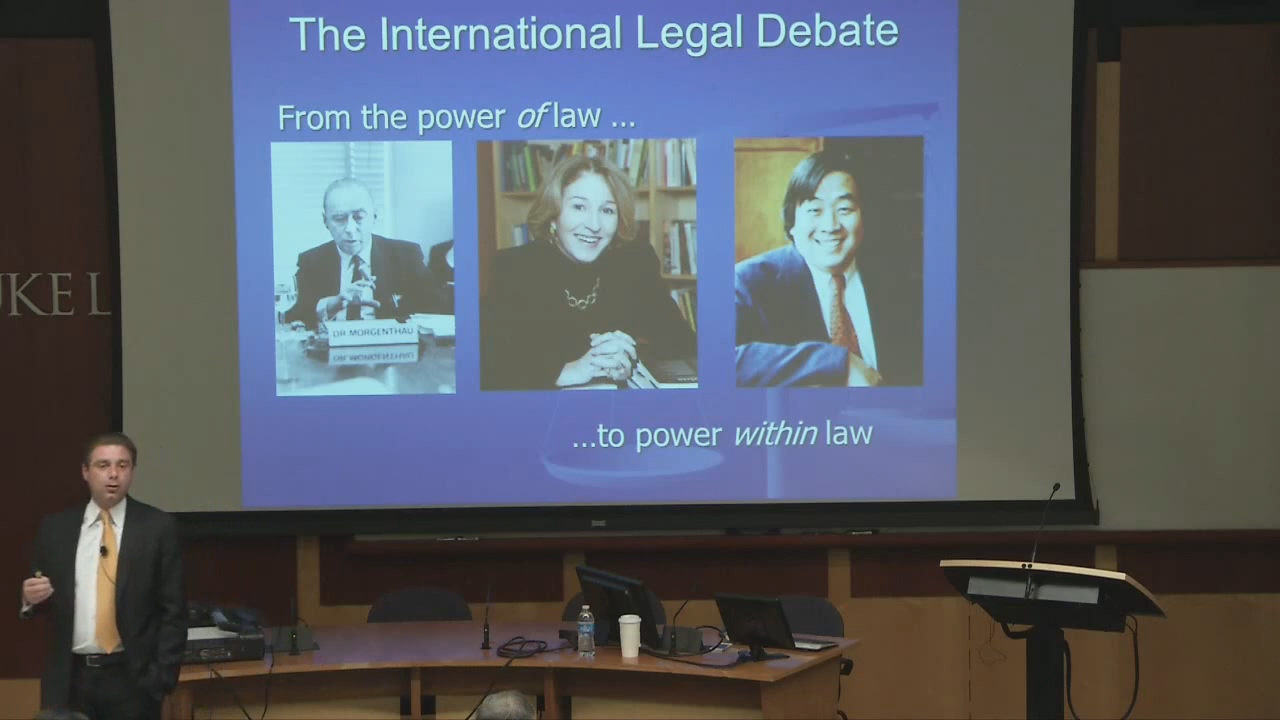 The International Legal Debate
From the power of law ...
DR MORGENTHAU
...to power within law
UKE L